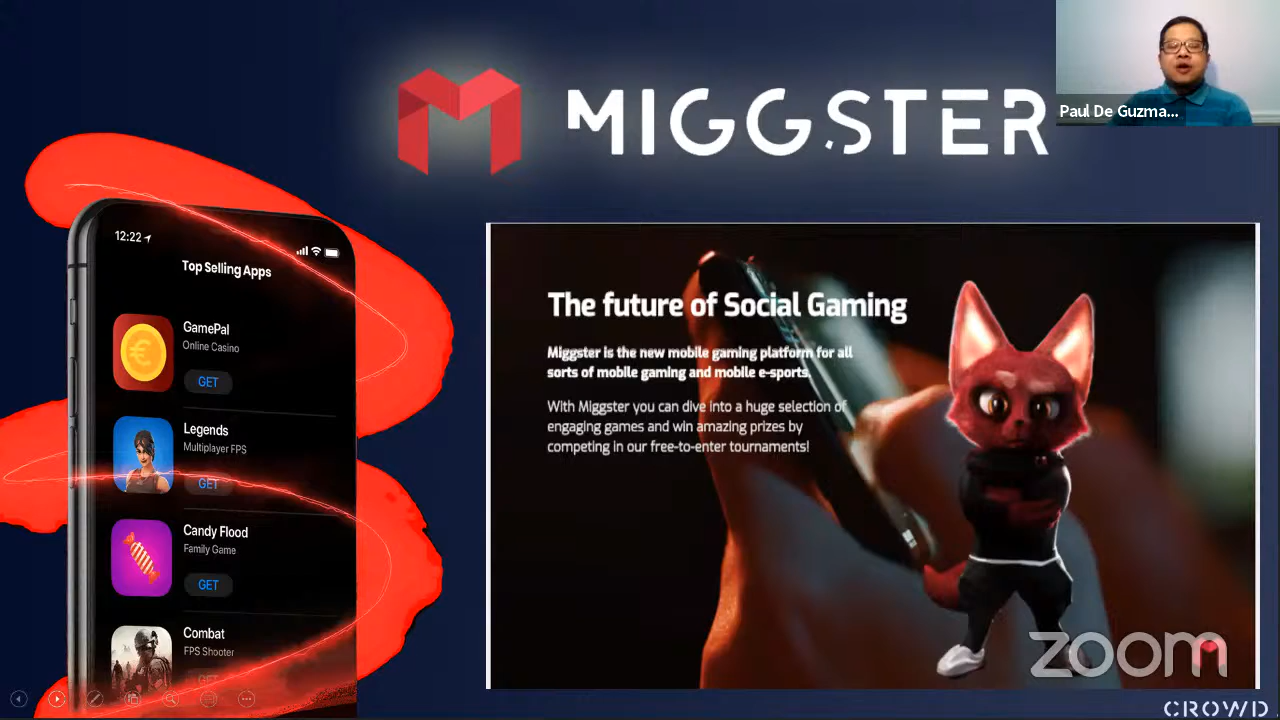 MIGGSTER
Paul De Guzma...
12:22
Top Selling Apps
GamePal
Online Casino
GET
Legends
Multiplayer FPS
GET
Candy Flood
Family Game
GET
Combat
FPS Shooter
GET
The future of Social Gaming
Miggster is the new mobile gaming platform for all
sorts of mobile gaming and mobile e-sports.
With Miggster you can dive into a huge selection of
engaging games and win amazing prizes by
competing in our free-to-enter tournaments!
zoom
CROWD